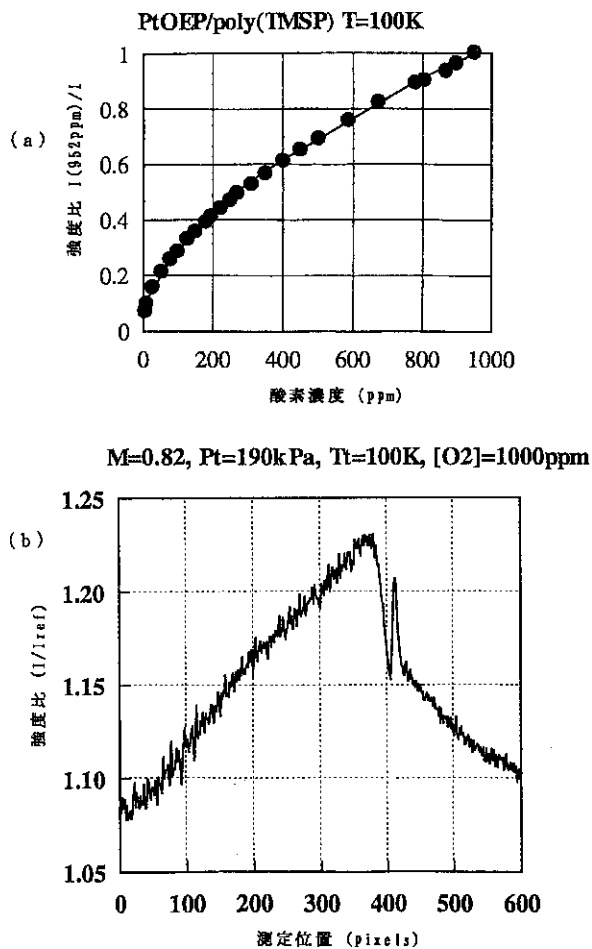 PtOEP/poly(TMSP) T=100K
(a)
強度比 I(952ppm)/I
1
0.8
0.6
0.4
0.2
0
0 200 400 600 800 1000
酸素濃度 (ppm)
M=0.82, Pt=190kPa, Tt=100K, [O2]=1000ppm
(b)
強度比 (I/Iref)
1.25
1.20
1.15
1.10
1.05
0 100 200 300 400 500 600
測定位置 (pixels)